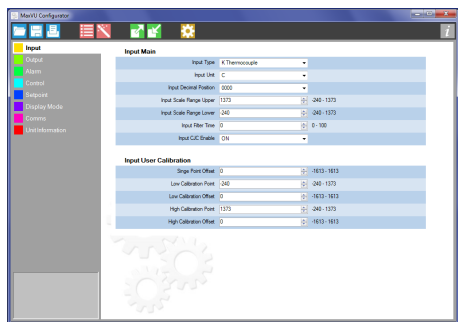 MaxVU Configurator
i
Input
Output
Alarm
Control
Setpoint
Display Mode
Comms
Unit Information
Input Main
Input Type K Thermocouple
Input Unit C
Input Decimal Position 0000
Input Scale Range Upper 1373 -240 - 1373
Input Scale Range Lower -240 -240 - 1373
Input Filter Time 0 0 - 100
Input CJC Enable ON
Input User Calibration
Singe Point Offset 0 -1613 - 1613
Low Calibration Point -240 -240 - 1373
Low Calibration Offset 0 -1613 - 1613
High Calibration Point 1373 -240 - 1373
High Calibration Offset 0 -1613 - 1613